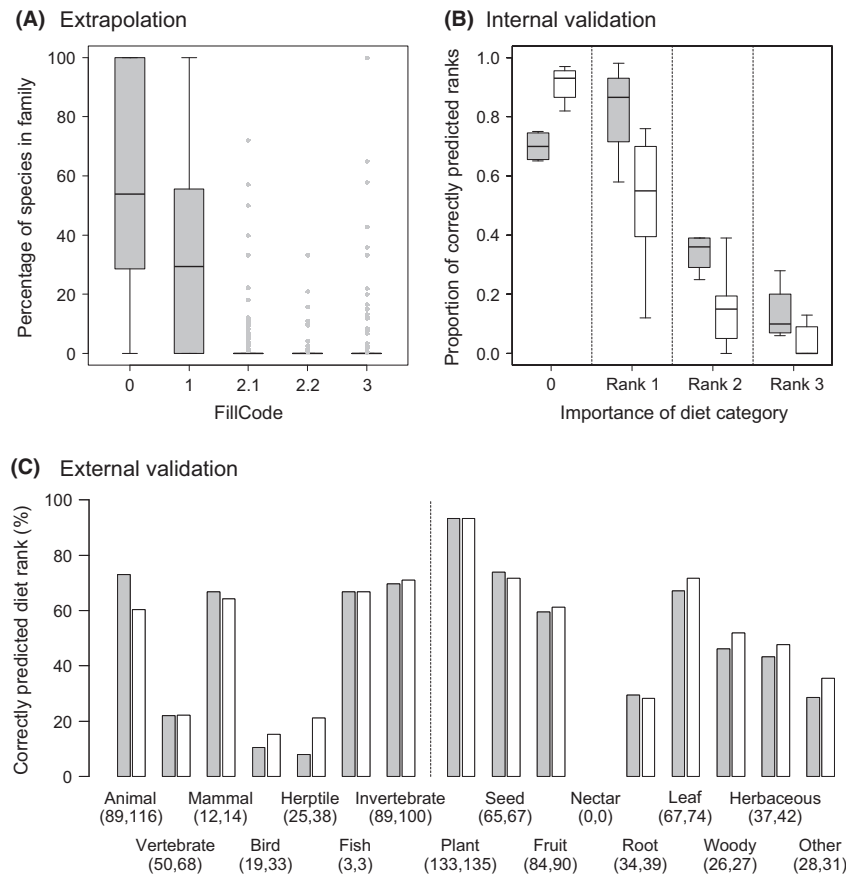 (A) Extrapolation
Percentage of species in family
100
80
60
40
20
0
0 1 2.1 2.2 3
FillCode
(B) Internal validation
Proportion of correctly predicted ranks
1.0
0.8
0.6
0.4
0.2
0.0
0 Rank 1 Rank 2 Rank 3
Importance of diet category
(C) External validation
Correctly predicted diet rank (%)
100
80
60
40
20
0
Animal Mammal Herptile Invertebrate Seed Nectar Leaf Herbaceous
(89,116) (12,14) (25,38) (89,100) (65,67) (0,0) (67,74) (37,42)
Vertebrate Bird Fish Plant Fruit Root Woody Other
(50,68) (19,33) (3,3) (133,135) (84,90) (34,39) (26,27) (28,31)